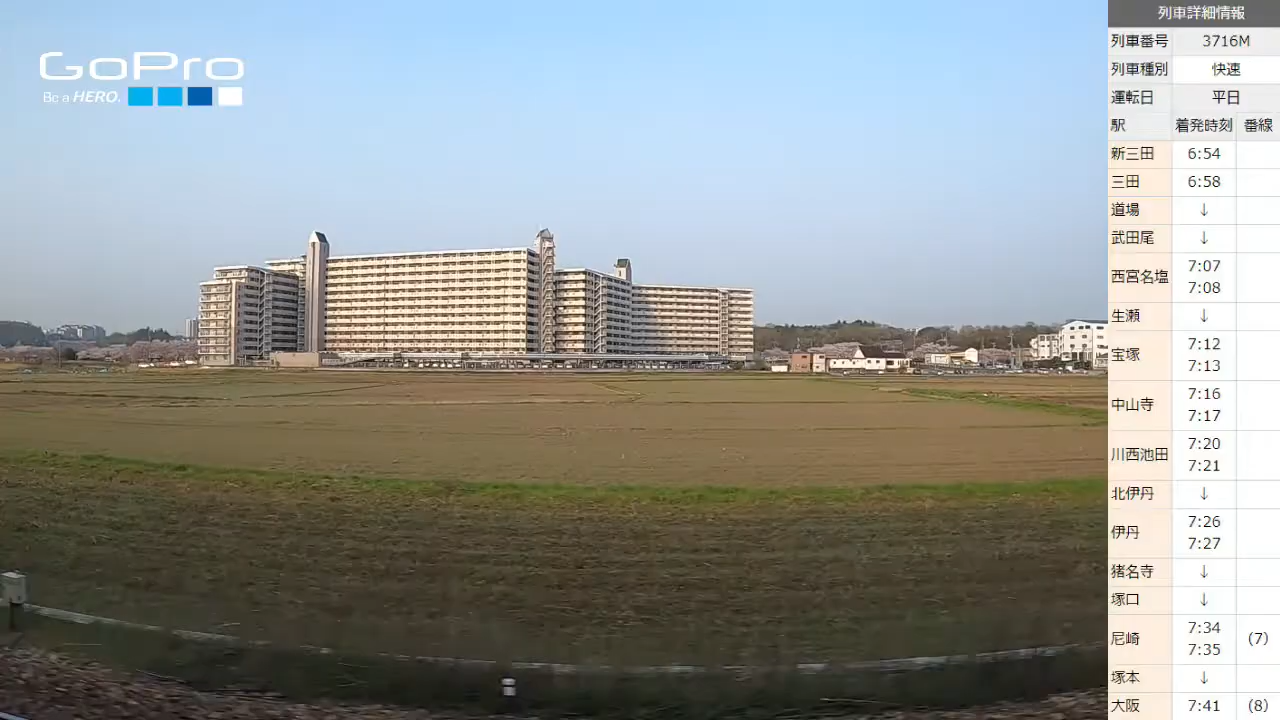 GoPro
Be a HERO.
列車詳細情報
列車番号 3716M
列車種別 快速
運転日 平日
駅 着発時刻 番線
新三田 6:54
三田 6:58
道場 ↓
武田尾 ↓
西宮名塩 7:07
7:08
生瀬 ↓
宝塚 7:12
7:13
中山寺 7:16
7:17
川西池田 7:20
7:21
北伊丹 ↓
伊丹 7:26
7:27
猪名寺 ↓
塚口 ↓
尼崎 7:34 (7)
7:35
塚本 ↓
大阪 7:41 (8)